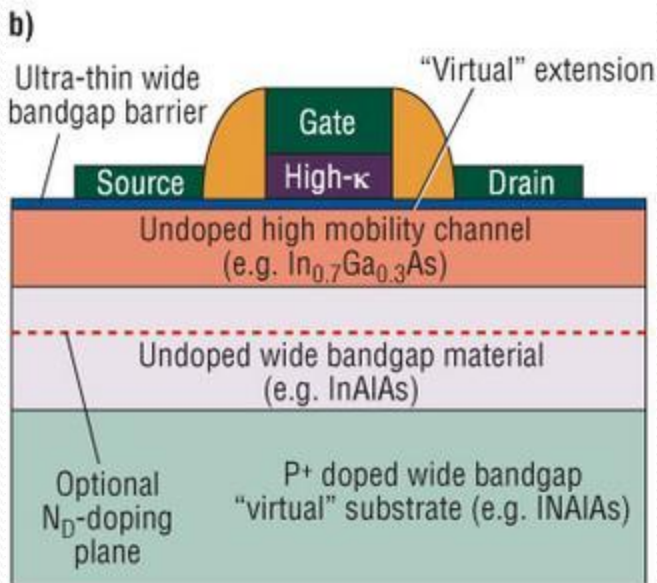 b)
Ultra-thin wide
bandgap barrier
“Virtual” extension
Gate
High-κ
Source
Drain
Undoped high mobility channel
(e.g. In₀.₇Ga₀.₃As)
Undoped wide bandgap material
(e.g. InAlAs)
Optional
N_D-doping
plane
P⁺ doped wide bandgap
“virtual” substrate (e.g. INAlAs)